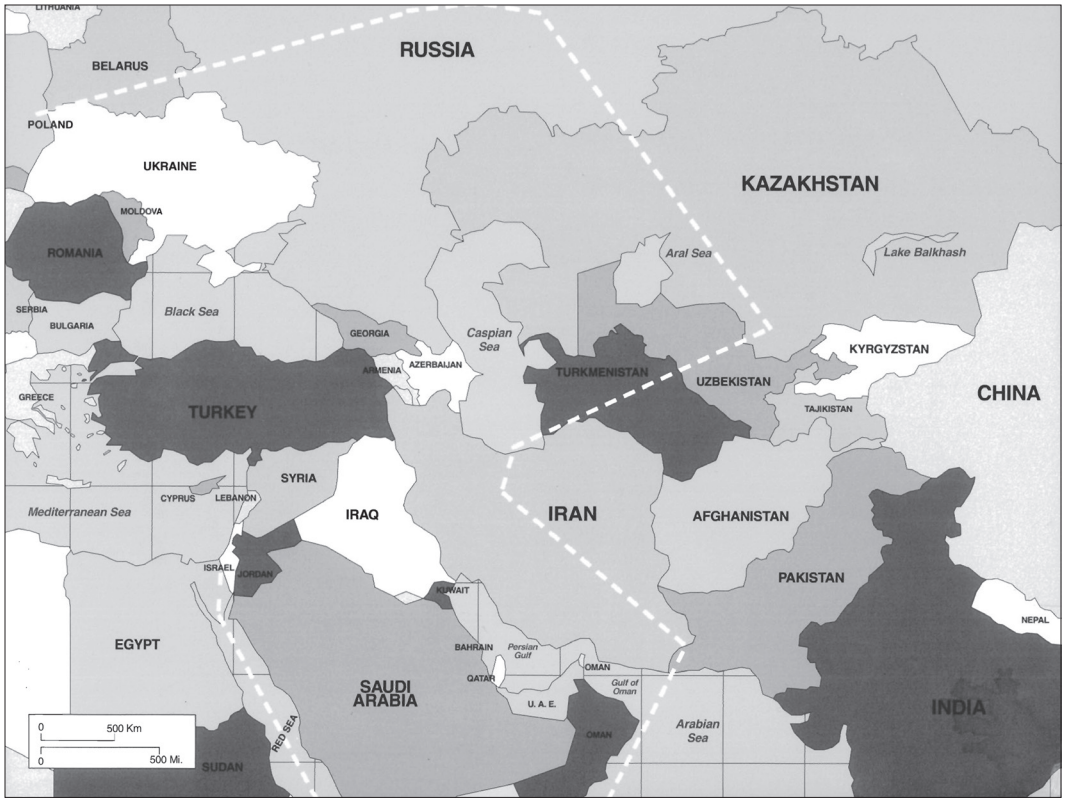 LITHUANIA
RUSSIA
BELARUS
POLAND
UKRAINE
KAZAKHSTAN
MOLDOVA
ROMANIA
Aral Sea
Lake Balkhash
SERBIA
Black Sea
BULGARIA
GEORGIA
Caspian
Sea
KYRGYZSTAN
ARMENIA
AZERBAIJAN
TURKMENISTAN
UZBEKISTAN
CHINA
GREECE
TURKEY
TAJIKISTAN
SYRIA
CYPRUS
LEBANON
Mediterranean Sea
IRAQ
IRAN
AFGHANISTAN
ISRAEL
JORDAN
PAKISTAN
KUWAIT
NEPAL
EGYPT
BAHRAIN
Persian
Gulf
QATAR
OMAN
SAUDI
ARABIA
Gulf of
Oman
U. A. E.
INDIA
RED SEA
Arabian
Sea
OMAN
SUDAN
0 500 Km
0 500 Mi.